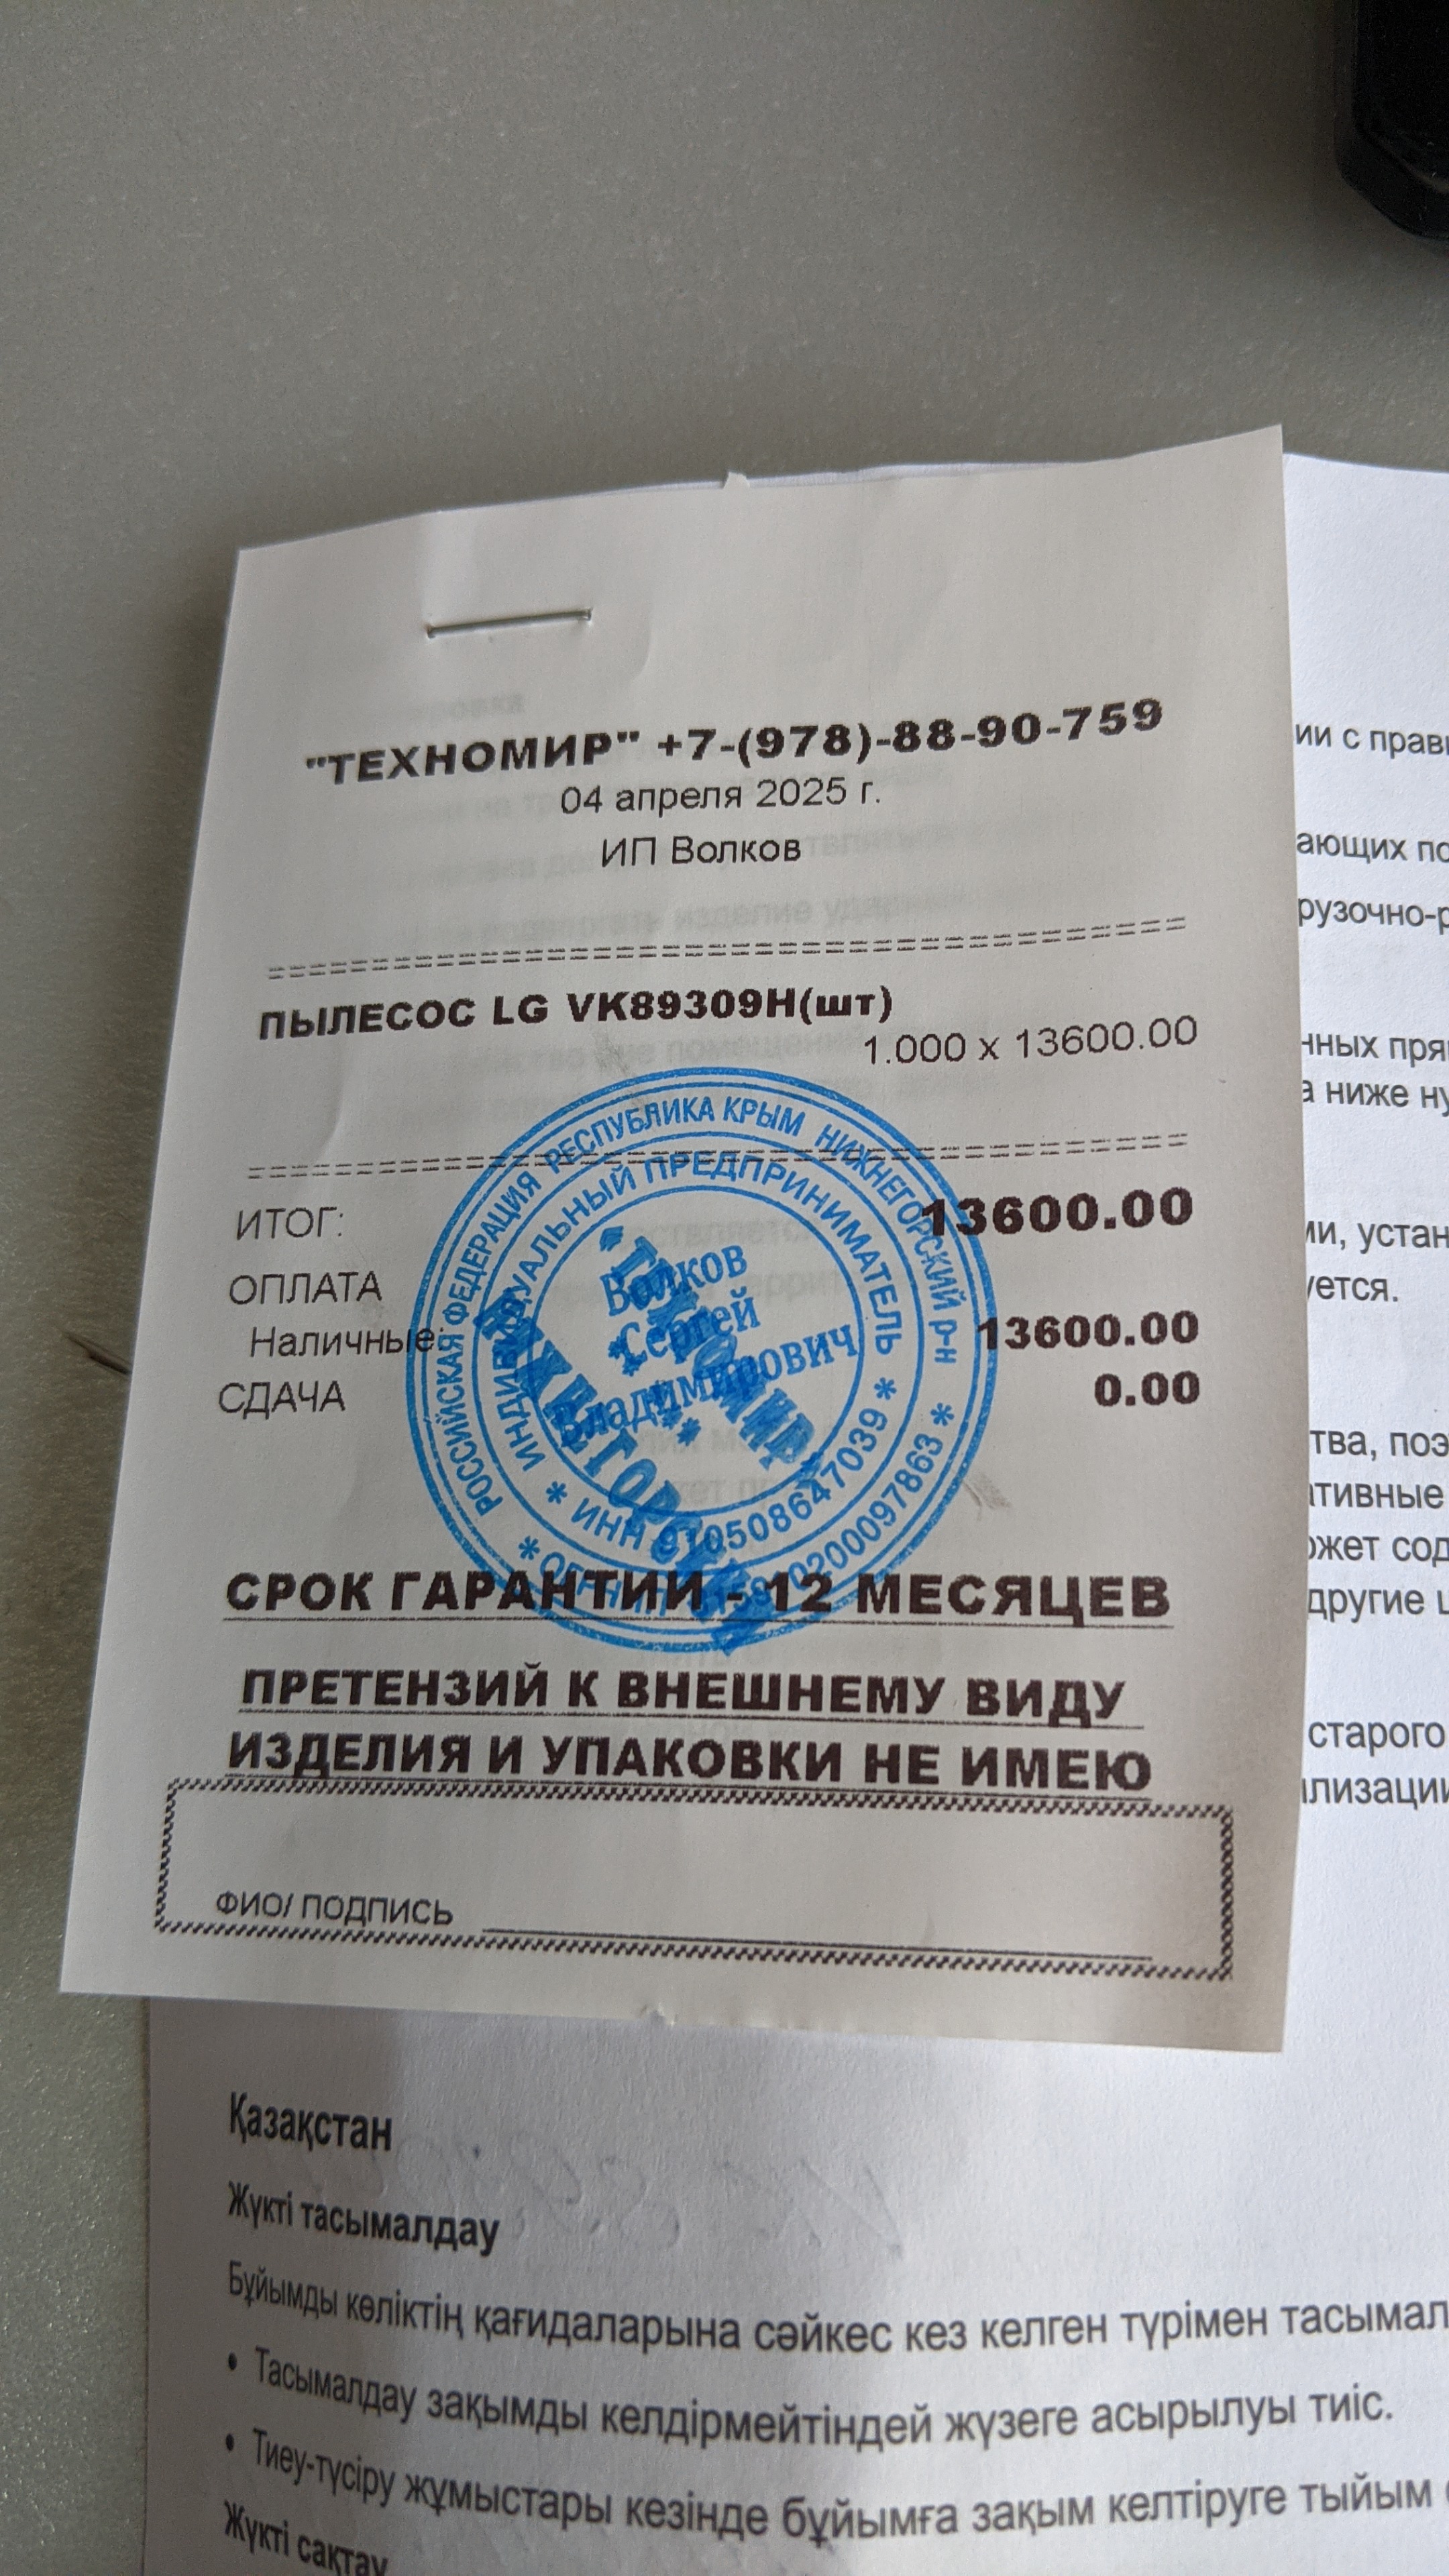 "ТЕХНОМИР" +7-(978)-88-90-759
04 апреля 2025 г.
ИП Волков
ПЫЛЕСОС LG VK89309H(шт)
1.000 x 13600.00
ИТОГ: 13600.00
ОПЛАТА
Наличные: 13600.00
СДАЧА 0.00
РОССИЙСКАЯ ФЕДЕРАЦИЯ РЕСПУБЛИКА КРЫМ НИЖНЕГОРСКИЙ р-н
ИНДИВИДУАЛЬНЫЙ ПРЕДПРИНИМАТЕЛЬ
Волков
Сергей
Владимирович
* ИНН 910508647039 *
СРОК ГАРАНТИИ - 12 МЕСЯЦЕВ
ПРЕТЕНЗИЙ К ВНЕШНЕМУ ВИДУ
ИЗДЕЛИЯ И УПАКОВКИ НЕ ИМЕЮ
ФИО/ ПОДПИСЬ
ии с прави
ающих по
рузочно-р
нных пря
а ниже ну
ми, устан
уется.
тва, поэ
ативные
ожет сод
другие ц
старого
лизации
Қазақстан
Жүкті тасымалдау
Бұйымды көліктің қағидаларына сәйкес кез келген түрімен тасымал
• Тасымалдау зақымды келдірмейтіндей жүзеге асырылуы тиіс.
• Тиеу-түсіру жұмыстары кезінде бұйымға зақым келтіруге тыйым
Жүкті сақтау